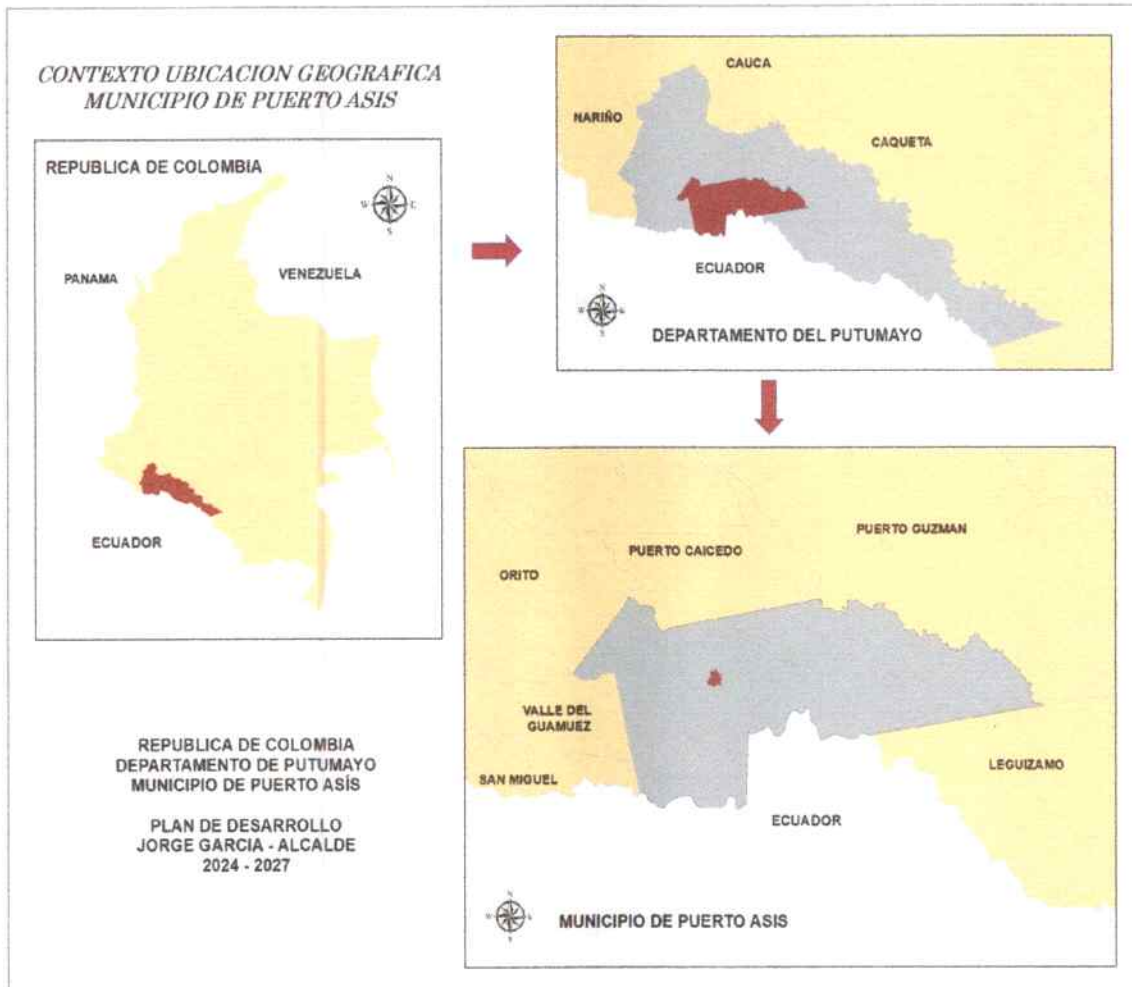 CONTEXTO UBICACION GEOGRAFICA
MUNICIPIO DE PUERTO ASIS
REPUBLICA DE COLOMBIA
N
W E
S
PANAMA
VENEZUELA
ECUADOR
CAUCA
NARIÑO
CAQUETA
ECUADOR
N
W E
S
DEPARTAMENTO DEL PUTUMAYO
PUERTO GUZMAN
PUERTO CAICEDO
ORITO
VALLE DEL
GUAMUEZ
SAN MIGUEL
LEGUIZAMO
ECUADOR
N
W E
S
MUNICIPIO DE PUERTO ASIS
REPUBLICA DE COLOMBIA
DEPARTAMENTO DE PUTUMAYO
MUNICIPIO DE PUERTO ASÍS
PLAN DE DESARROLLO
JORGE GARCIA - ALCALDE
2024 - 2027